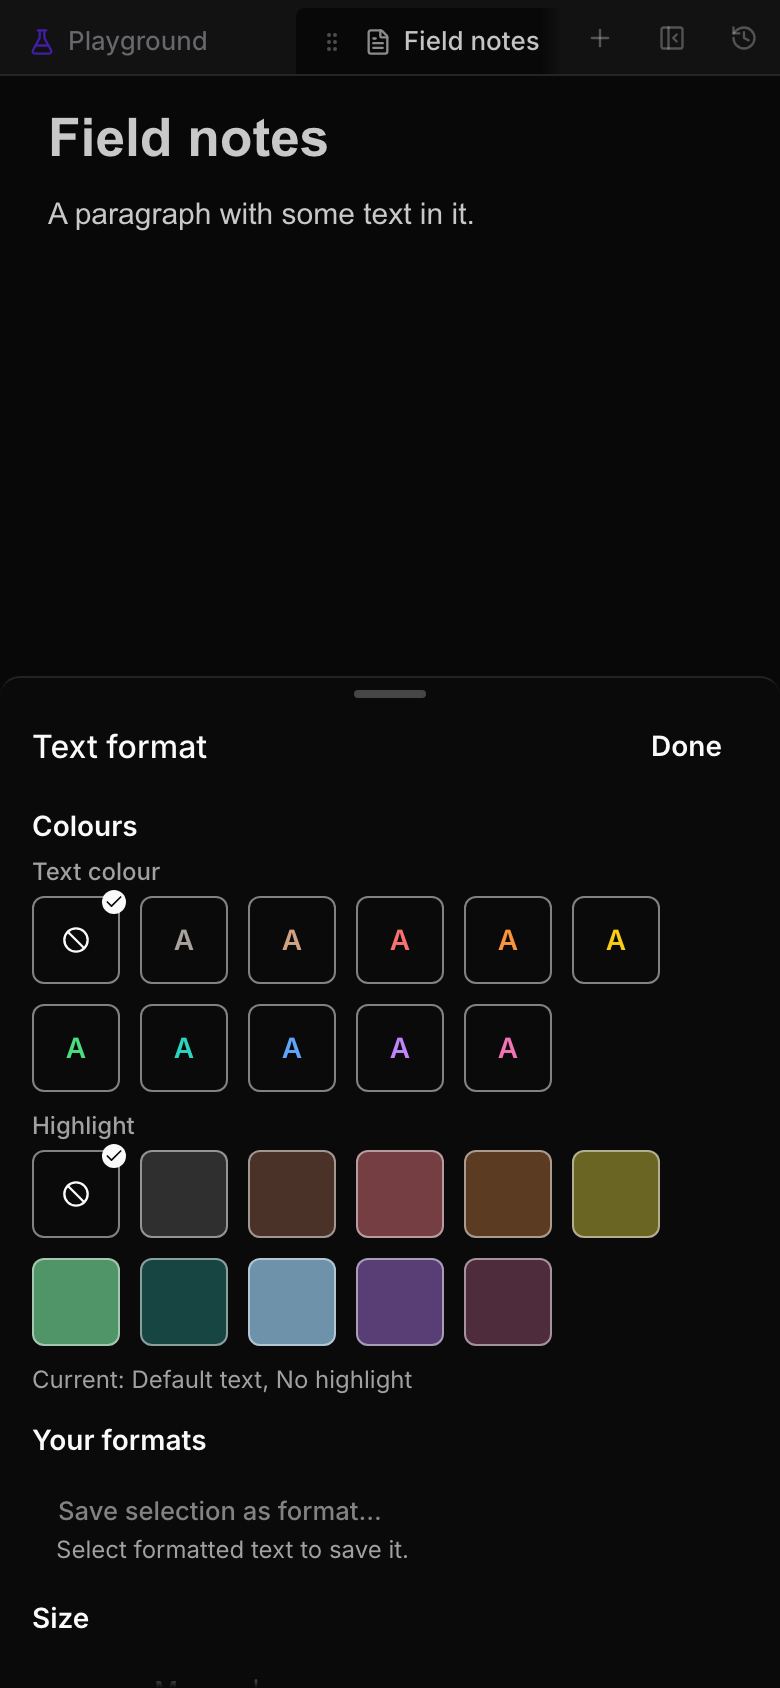 Playground
Field notes
Field notes
A paragraph with some text in it.
Text format
Done
Colours
Text colour
A A A A A
A A A A A
Highlight
Current: Default text, No highlight
Your formats
Save selection as format...
Select formatted text to save it.
Size